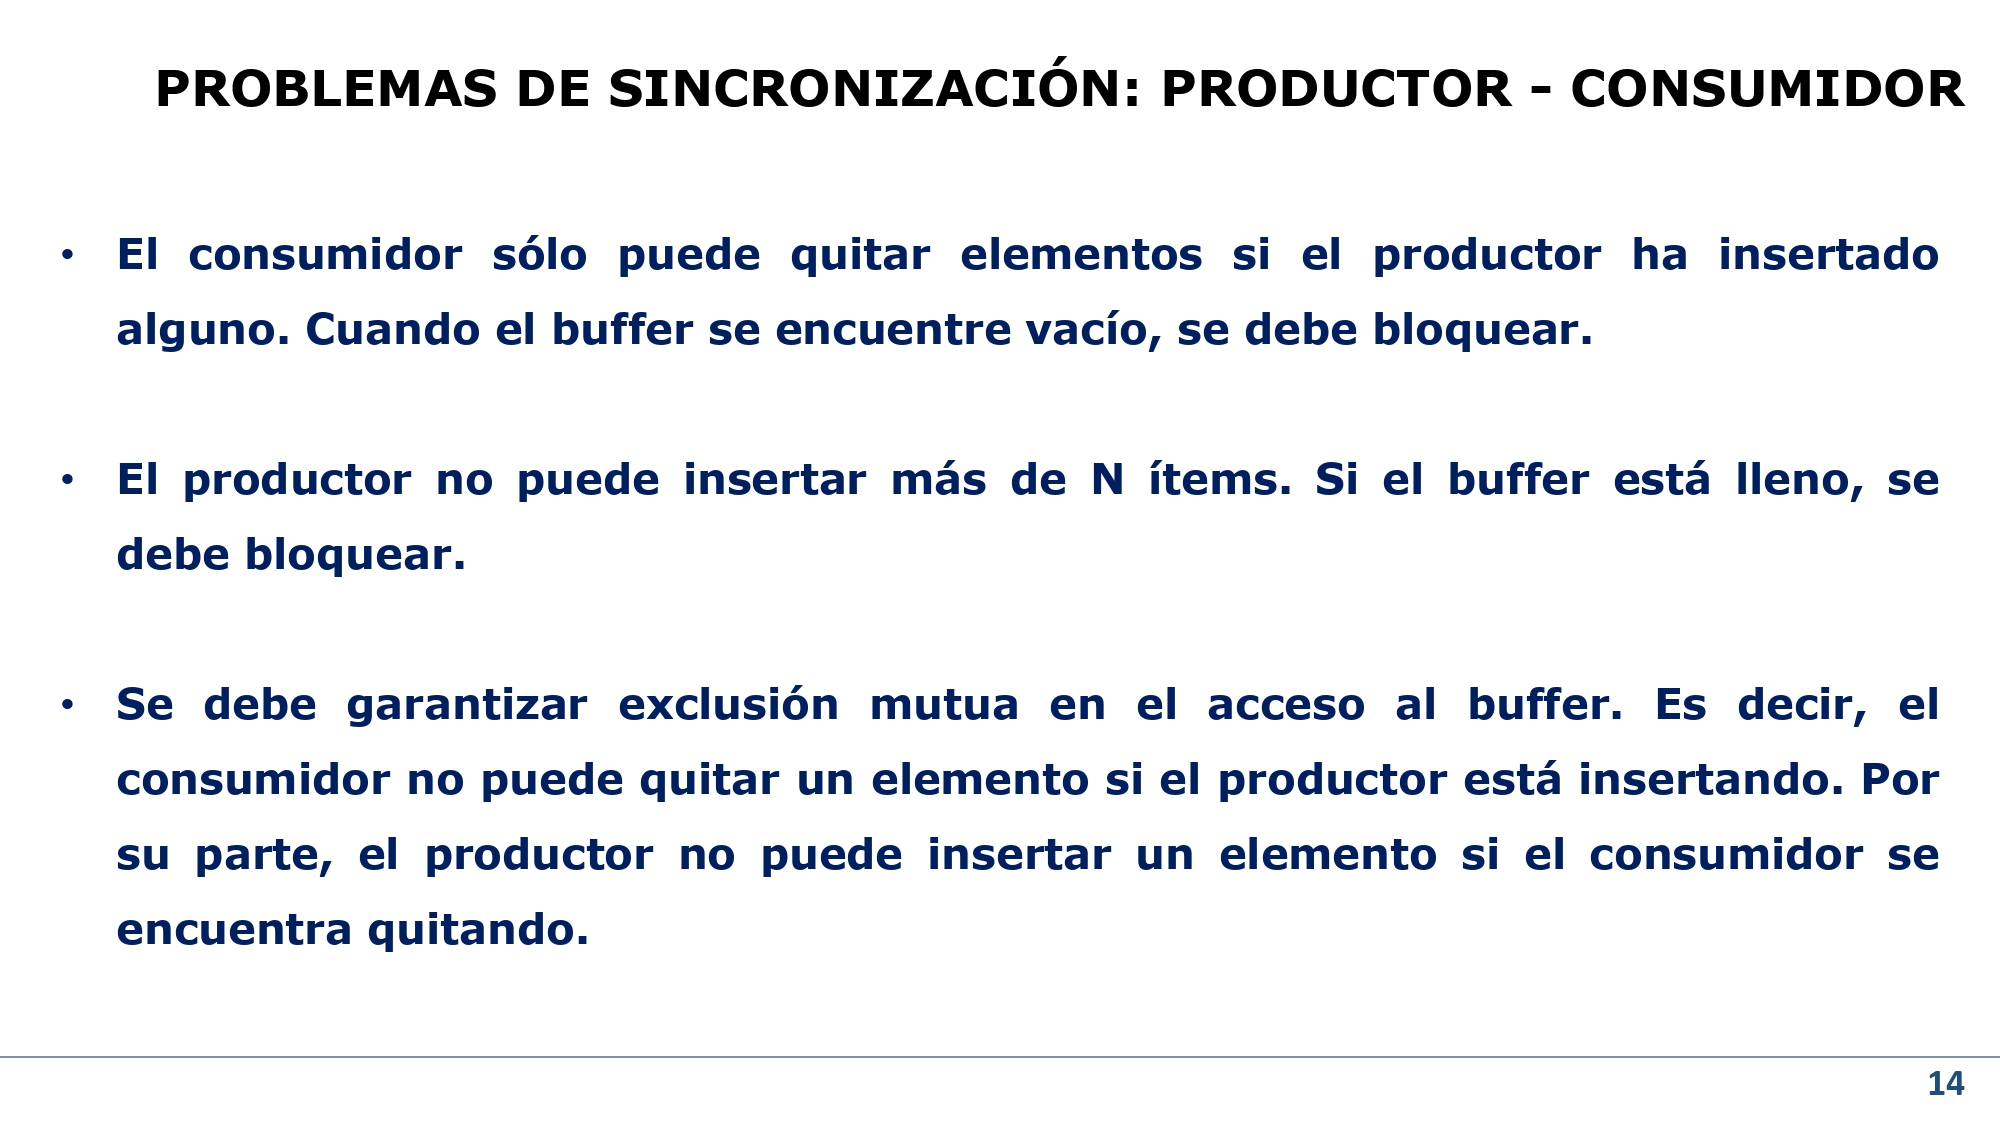 PROBLEMAS DE SINCRONIZACIÓN: PRODUCTOR – CONSUMIDOR
• El consumidor sólo puede quitar elementos si el productor ha insertado
alguno. Cuando el buffer se encuentre vacío, se debe bloquear.
• El productor no puede insertar más de N ítems. Si el buffer está lleno, se
debe bloquear.
• Se debe garantizar exclusión mutua en el acceso al buffer. Es decir, el
consumidor no puede quitar un elemento si el productor está insertando. Por
su parte, el productor no puede insertar un elemento si el consumidor se
encuentra quitando.
14